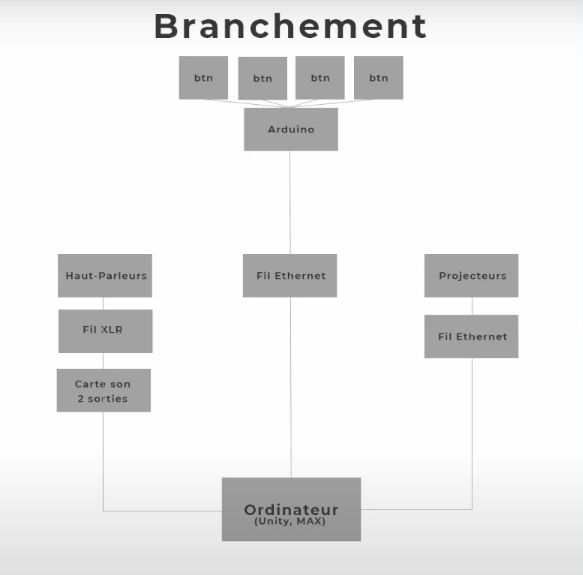 Branchement
btn
btn
btn
btn
Arduino
Haut-Parleurs
Fil Ethernet
Projecteurs
Fil XLR
Fil Ethernet
Carte son
2 sorties
Ordinateur
(Unity, MAX)